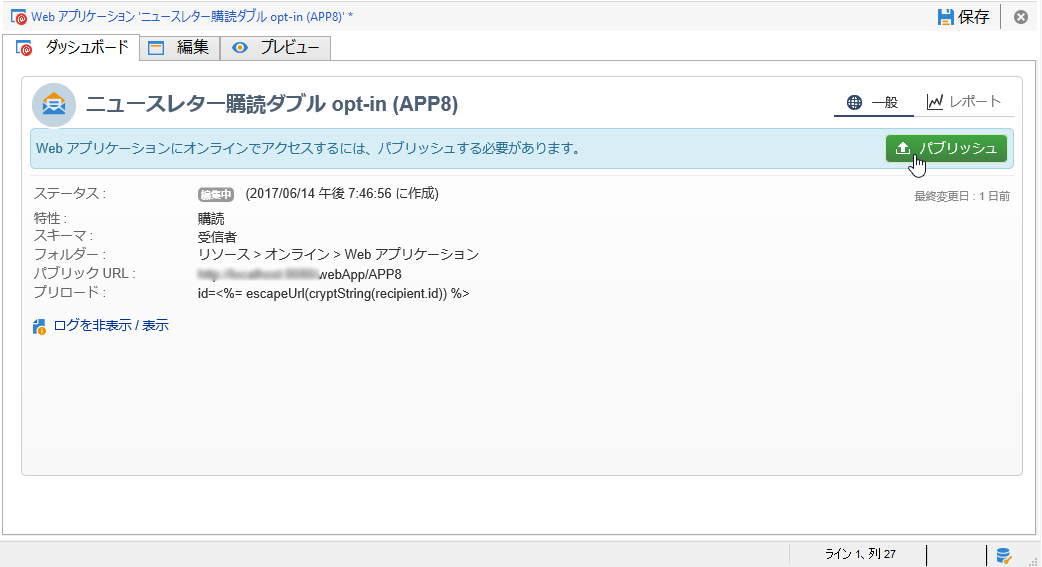 Web アプリケーション 'ニュースレター購読ダブル opt-in (APP8)' *
保存
ダッシュボード
編集
プレビュー
ニュースレター購読ダブル opt-in (APP8)
一般
レポート
Web アプリケーションにオンラインでアクセスするには、パブリッシュする必要があります。
パブリッシュ
ステータス : 編集中 (2017/06/14 午後 7:46:56 に作成)
最終変更日 : 1 日前
特性 : 購読
スキーマ : 受信者
フォルダー : リソース > オンライン > Web アプリケーション
パブリック URL : webApp/APP8
プリロード : id=<%= escapeUrl(cryptString(recipient.id)) %>
ログを非表示 / 表示
ライン 1、列 27